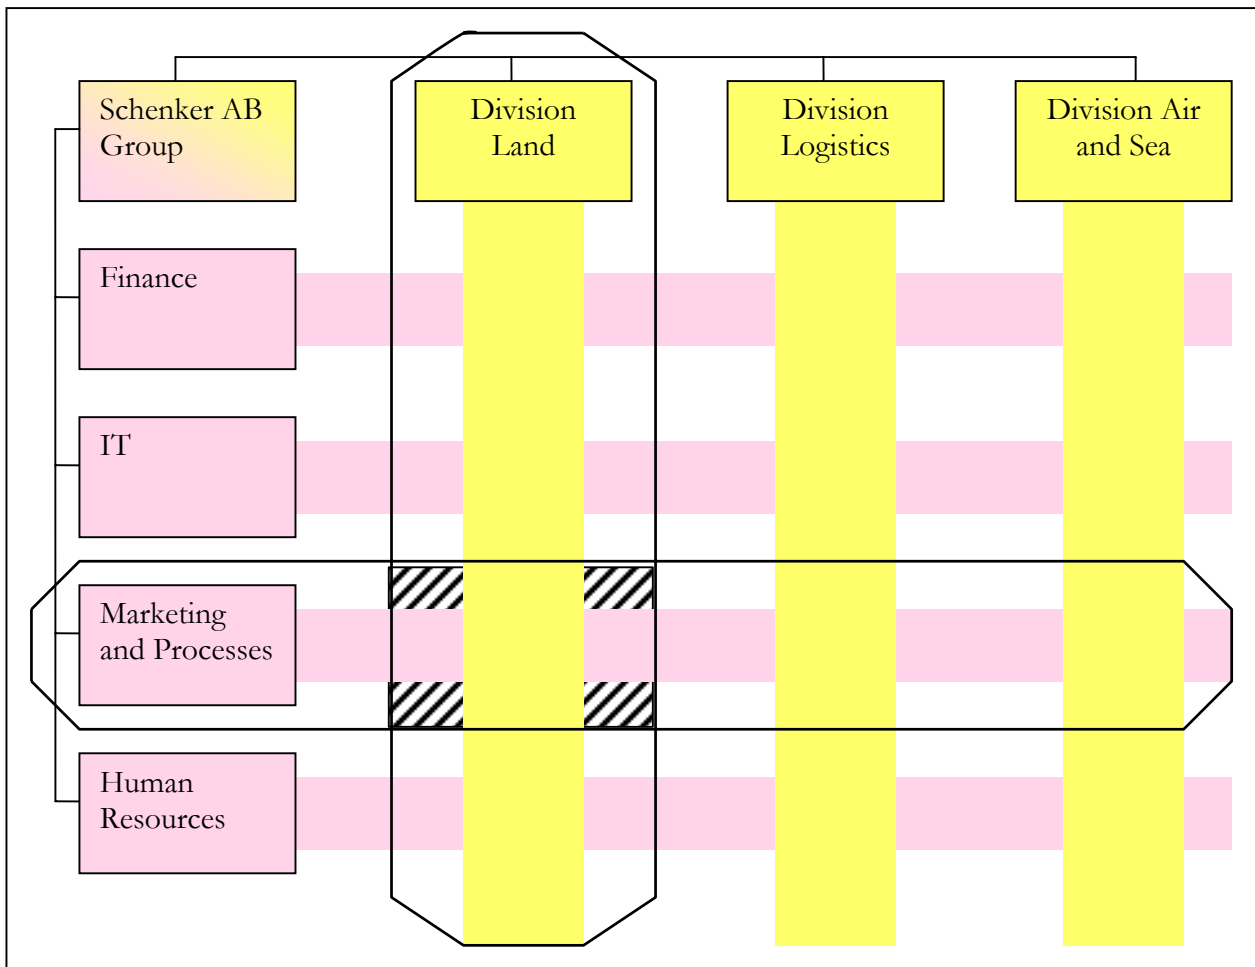 Schenker AB
Group
Division
Land
Division
Logistics
Division Air
and Sea
Finance
IT
Marketing
and Processes
Human
Resources